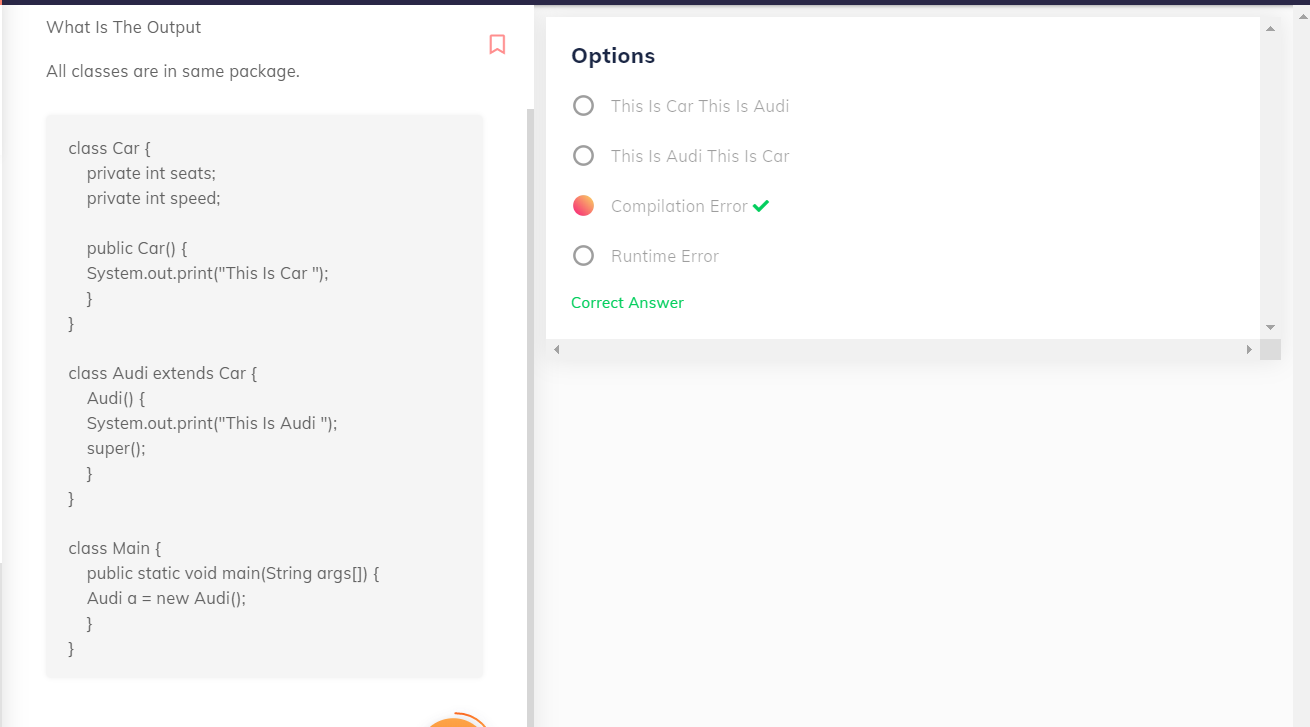 What Is The Output
All classes are in same package.
class Car {
private int seats;
private int speed;
public Car() {
System.out.print("This Is Car ");
}
}
class Audi extends Car {
Audi() {
System.out.print("This Is Audi ");
super();
}
}
class Main {
public static void main(String args[]) {
Audi a = new Audi();
}
}
Options
This Is Car This Is Audi
This Is Audi This Is Car
Compilation Error
Runtime Error
Correct Answer